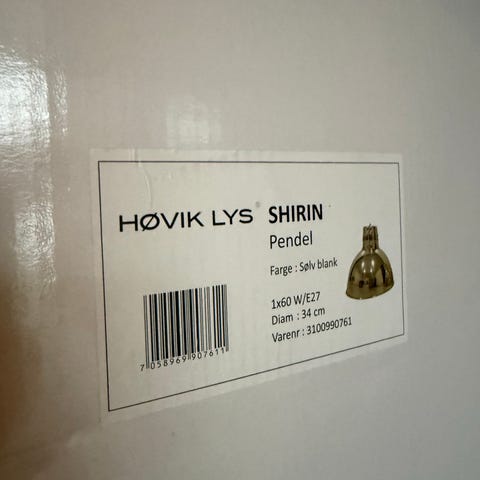 HØVIK LYS® SHIRIN
Pendel
Farge : Sølv blank
1x60 W/E27
Diam : 34 cm
Varenr : 3100990761
7 058969 907611